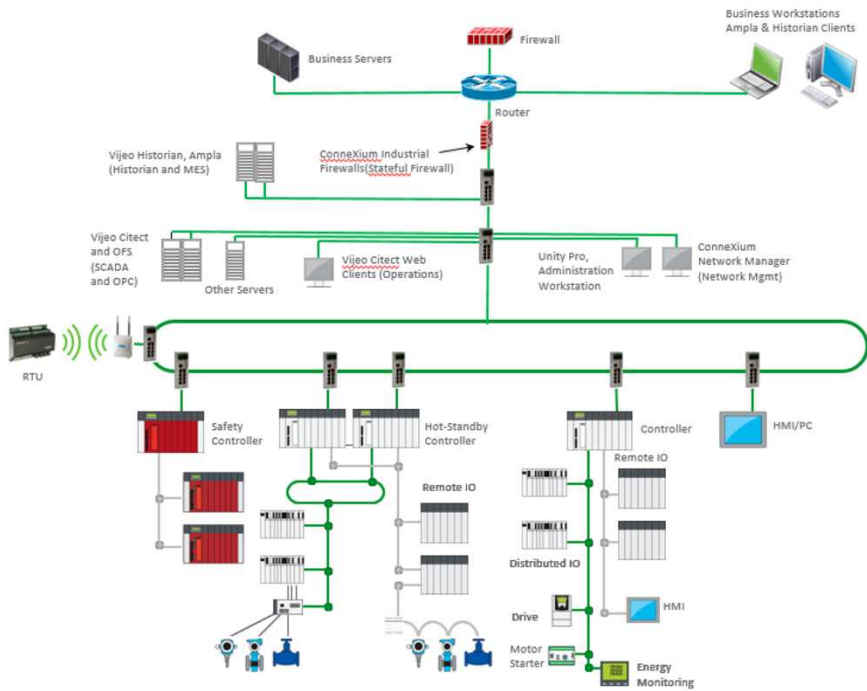 Business Workstations
Ampla & Historian Clients
Firewall
Business Servers
Router
ConneXium Industrial
Firewalls(Stateful Firewall)
Vijeo Historian, Ampla
(Historian and MES)
Vijeo Citect
and OFS
(SCADA
and OPC)
Other Servers
Vijeo Citect Web
Clients (Operations)
Unity Pro,
Administration
Workstation
ConneXium
Network Manager
(Network Mgmt)
RTU
Safety
Controller
Hot-Standby
Controller
Controller
HMI/PC
Remote IO
Remote IO
Distributed IO
Drive
HMI
Motor
Starter
Energy
Monitoring